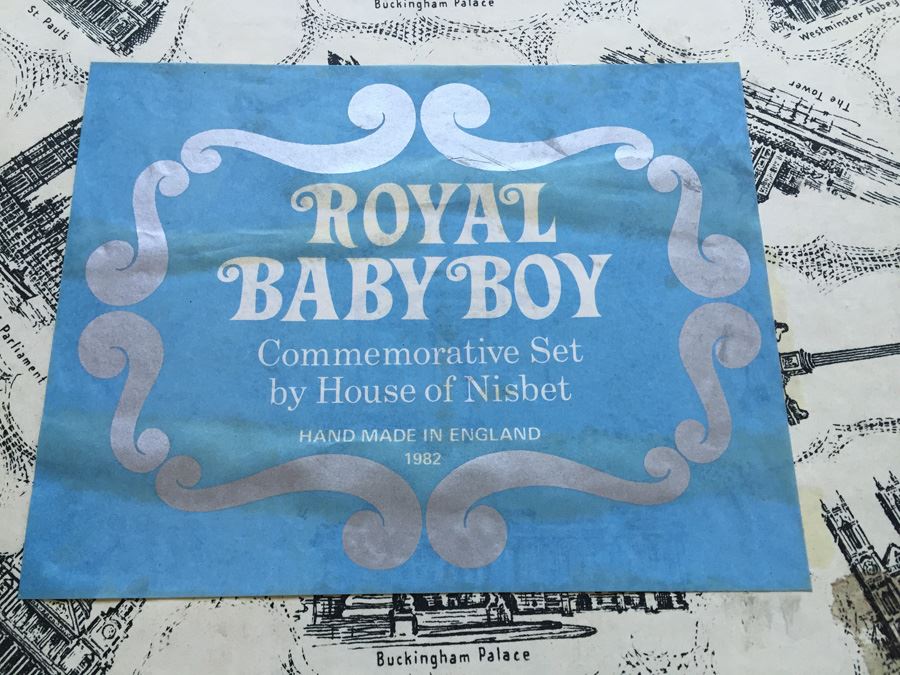 Buckingham Palace
St. Pauls
Westminster Abbey
The Tower
ROYAL
BABY BOY
Commemorative Set
by House of Nisbet
HAND MADE IN ENGLAND
1982
Parliament
Buckingham Palace